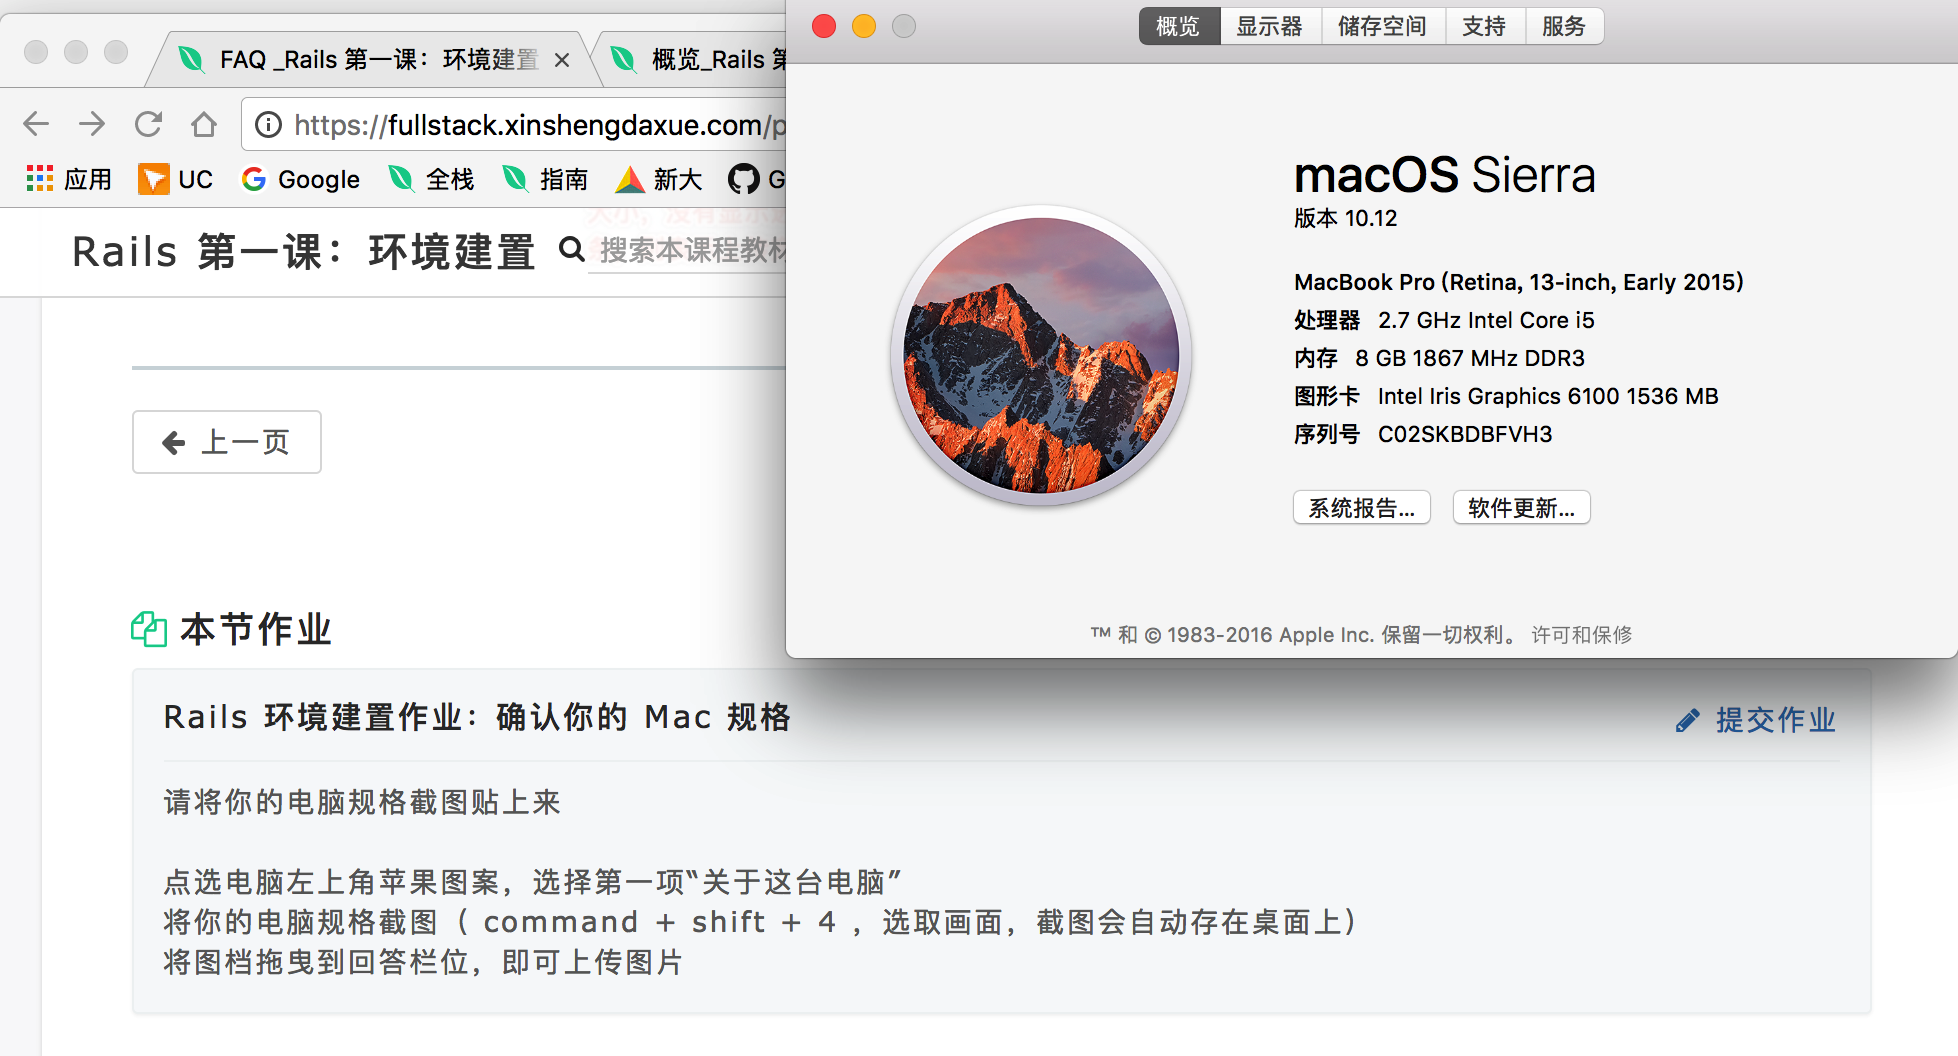 FAQ _Rails 第一课：环境建置
概览_Rails
https://fullstack.xinshengdaxue.com/p
应用 UC Google 全栈 指南 新大 G
Rails 第一课：环境建置
搜索本课程教材
上一页
本节作业
Rails 环境建置作业：确认你的 Mac 规格
提交作业
请将你的电脑规格截图贴上来
点选电脑左上角苹果图案，选择第一项“关于这台电脑”
将你的电脑规格截图（ command + shift + 4 ，选取画面，截图会自动存在桌面上）
将图档拖曳到回答栏位，即可上传图片
概览 显示器 储存空间 支持 服务
macOS Sierra
版本 10.12
MacBook Pro (Retina, 13-inch, Early 2015)
处理器 2.7 GHz Intel Core i5
内存 8 GB 1867 MHz DDR3
图形卡 Intel Iris Graphics 6100 1536 MB
序列号 C02SKBDBFVH3
系统报告... 软件更新...
™ 和 © 1983-2016 Apple Inc. 保留一切权利。 许可和保修